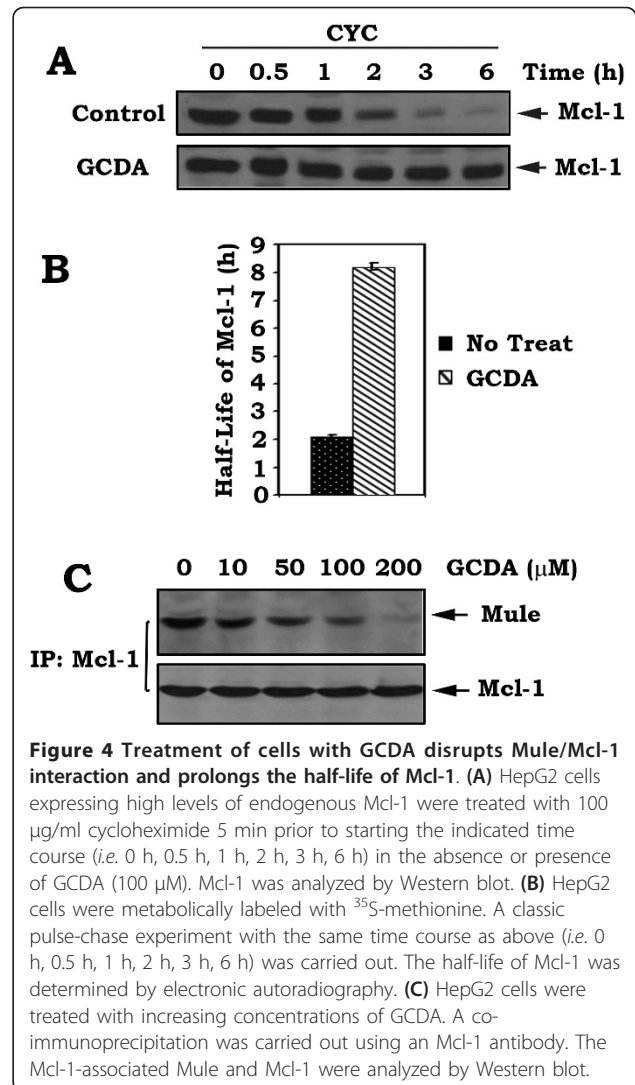 A
CYC
0 0.5 1 2 3 6 Time (h)
Control
Mcl-1
GCDA
Mcl-1
B
Half-Life of Mcl-1 (h)
9
8
7
6
5
4
3
2
1
0
No Treat
GCDA
C
0 10 50 100 200 GCDA (µM)
Mule
IP: Mcl-1
Mcl-1
Figure 4 Treatment of cells with GCDA disrupts Mule/Mcl-1
interaction and prolongs the half-life of Mcl-1. (A) HepG2 cells
expressing high levels of endogenous Mcl-1 were treated with 100
µg/ml cycloheximide 5 min prior to starting the indicated time
course (i.e. 0 h, 0.5 h, 1 h, 2 h, 3 h, 6 h) in the absence or presence
of GCDA (100 µM). Mcl-1 was analyzed by Western blot. (B) HepG2
cells were metabolically labeled with ³⁵S-methionine. A classic
pulse-chase experiment with the same time course as above (i.e. 0
h, 0.5 h, 1 h, 2 h, 3 h, 6 h) was carried out. The half-life of Mcl-1 was
determined by electronic autoradiography. (C) HepG2 cells were
treated with increasing concentrations of GCDA. A co-
immunoprecipitation was carried out using an Mcl-1 antibody. The
Mcl-1-associated Mule and Mcl-1 were analyzed by Western blot.